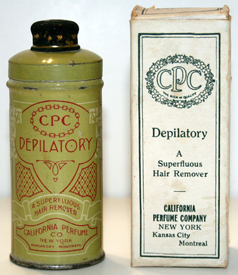 CPC
DEPILATORY
A SUPERFLUOUS
HAIR REMOVER
CALIFORNIA PERFUME
CO
NEW YORK
CPC
Depilatory
A
Superfluous
Hair Remover
CALIFORNIA
PERFUME COMPANY
NEW YORK
Kansas City
Montreal